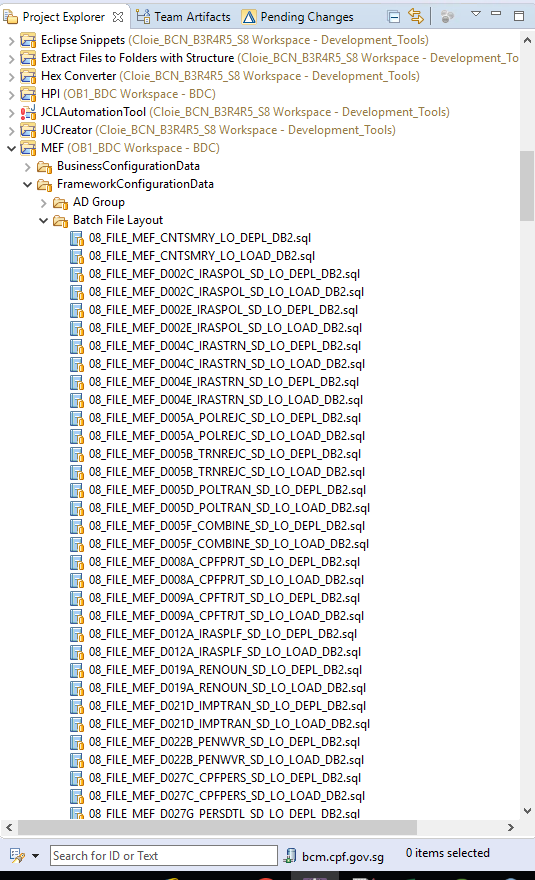 Project Explorer Team Artifacts Pending Changes
Eclipse Snippets (Cloie_BCN_B3R4R5_S8 Workspace - Development_Tools)
Extract Files to Folders with Structure (Cloie_BCN_B3R4R5_S8 Workspace - Development_To
Hex Converter (Cloie_BCN_B3R4R5_S8 Workspace - Development_Tools)
HPI (OB1_BDC Workspace - BDC)
JCLAutomationTool (Cloie_BCN_B3R4R5_S8 Workspace - Development_Tools)
JUCreator (Cloie_BCN_B3R4R5_S8 Workspace - Development_Tools)
MEF (OB1_BDC Workspace - BDC)
BusinessConfigurationData
FrameworkConfigurationData
AD Group
Batch File Layout
08_FILE_MEF_CNTSMRY_LO_DEPL_DB2.sql
08_FILE_MEF_CNTSMRY_LO_LOAD_DB2.sql
08_FILE_MEF_D002C_IRASPOL_SD_LO_DEPL_DB2.sql
08_FILE_MEF_D002C_IRASPOL_SD_LO_LOAD_DB2.sql
08_FILE_MEF_D002E_IRASPOL_SD_LO_DEPL_DB2.sql
08_FILE_MEF_D002E_IRASPOL_SD_LO_LOAD_DB2.sql
08_FILE_MEF_D004C_IRASTRN_SD_LO_DEPL_DB2.sql
08_FILE_MEF_D004C_IRASTRN_SD_LO_LOAD_DB2.sql
08_FILE_MEF_D004E_IRASTRN_SD_LO_DEPL_DB2.sql
08_FILE_MEF_D004E_IRASTRN_SD_LO_LOAD_DB2.sql
08_FILE_MEF_D005A_POLREJC_SD_LO_DEPL_DB2.sql
08_FILE_MEF_D005A_POLREJC_SD_LO_LOAD_DB2.sql
08_FILE_MEF_D005B_TRNREJC_SD_LO_DEPL_DB2.sql
08_FILE_MEF_D005B_TRNREJC_SD_LO_LOAD_DB2.sql
08_FILE_MEF_D005D_POLTRAN_SD_LO_DEPL_DB2.sql
08_FILE_MEF_D005D_POLTRAN_SD_LO_LOAD_DB2.sql
08_FILE_MEF_D005F_COMBINE_SD_LO_DEPL_DB2.sql
08_FILE_MEF_D005F_COMBINE_SD_LO_LOAD_DB2.sql
08_FILE_MEF_D008A_CPFPRJT_SD_LO_DEPL_DB2.sql
08_FILE_MEF_D008A_CPFPRJT_SD_LO_LOAD_DB2.sql
08_FILE_MEF_D009A_CPFTRJT_SD_LO_DEPL_DB2.sql
08_FILE_MEF_D009A_CPFTRJT_SD_LO_LOAD_DB2.sql
08_FILE_MEF_D012A_IRASPLF_SD_LO_DEPL_DB2.sql
08_FILE_MEF_D012A_IRASPLF_SD_LO_LOAD_DB2.sql
08_FILE_MEF_D019A_RENOUN_SD_LO_DEPL_DB2.sql
08_FILE_MEF_D019A_RENOUN_SD_LO_LOAD_DB2.sql
08_FILE_MEF_D021D_IMPTRAN_SD_LO_DEPL_DB2.sql
08_FILE_MEF_D021D_IMPTRAN_SD_LO_LOAD_DB2.sql
08_FILE_MEF_D022B_PENWVR_SD_LO_DEPL_DB2.sql
08_FILE_MEF_D022B_PENWVR_SD_LO_LOAD_DB2.sql
08_FILE_MEF_D027C_CPFPERS_SD_LO_DEPL_DB2.sql
08_FILE_MEF_D027C_CPFPERS_SD_LO_LOAD_DB2.sql
08_FILE_MEF_D027G_PERSDTL_SD_LO_DEPL_DB2.sql
Search for ID or Text bcm.cpf.gov.sg 0 items selected